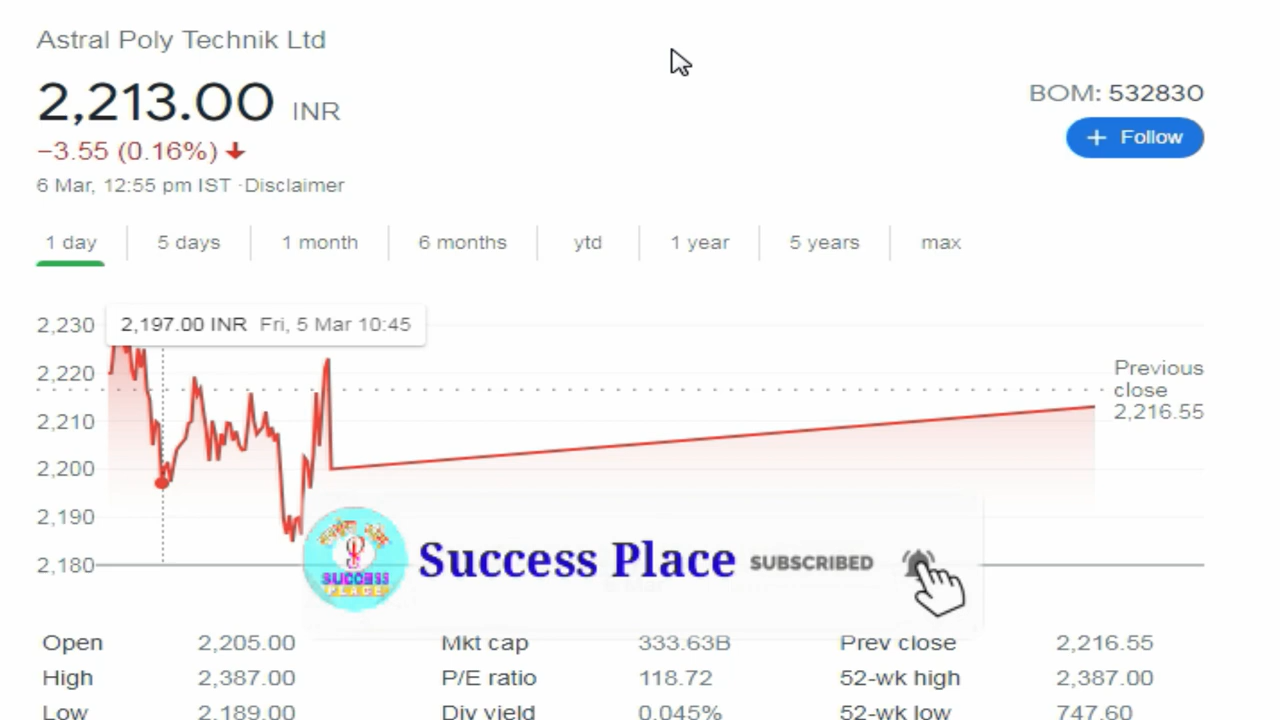 Astral Poly Technik Ltd
2,213.00 INR
−3.55 (0.16%)
6 Mar, 12:55 pm IST · Disclaimer
BOM: 532830
+ Follow
1 day 5 days 1 month 6 months ytd 1 year 5 years max
2,197.00 INR Fri, 5 Mar 10:45
2,230
2,220
2,210
2,200
2,190
2,180
Previous
close
2,216.55
SUCCESS
PLACE
Success Place SUBSCRIBED
Open 2,205.00 Mkt cap 333.63B Prev close 2,216.55
High 2,387.00 P/E ratio 118.72 52-wk high 2,387.00
Low 2,189.00 Div yield 0.045% 52-wk low 747.60